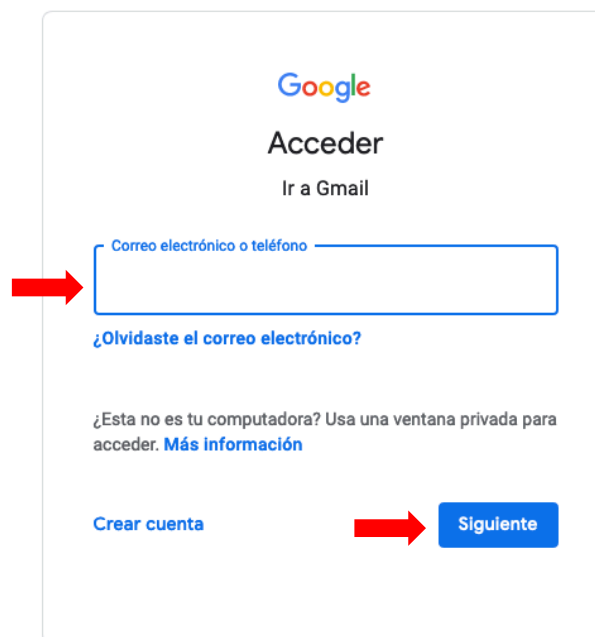 Google
Acceder
Ir a Gmail
Correo electrónico o teléfono
¿Olvidaste el correo electrónico?
¿Esta no es tu computadora? Usa una ventana privada para
acceder. Más información
Crear cuenta
Siguiente